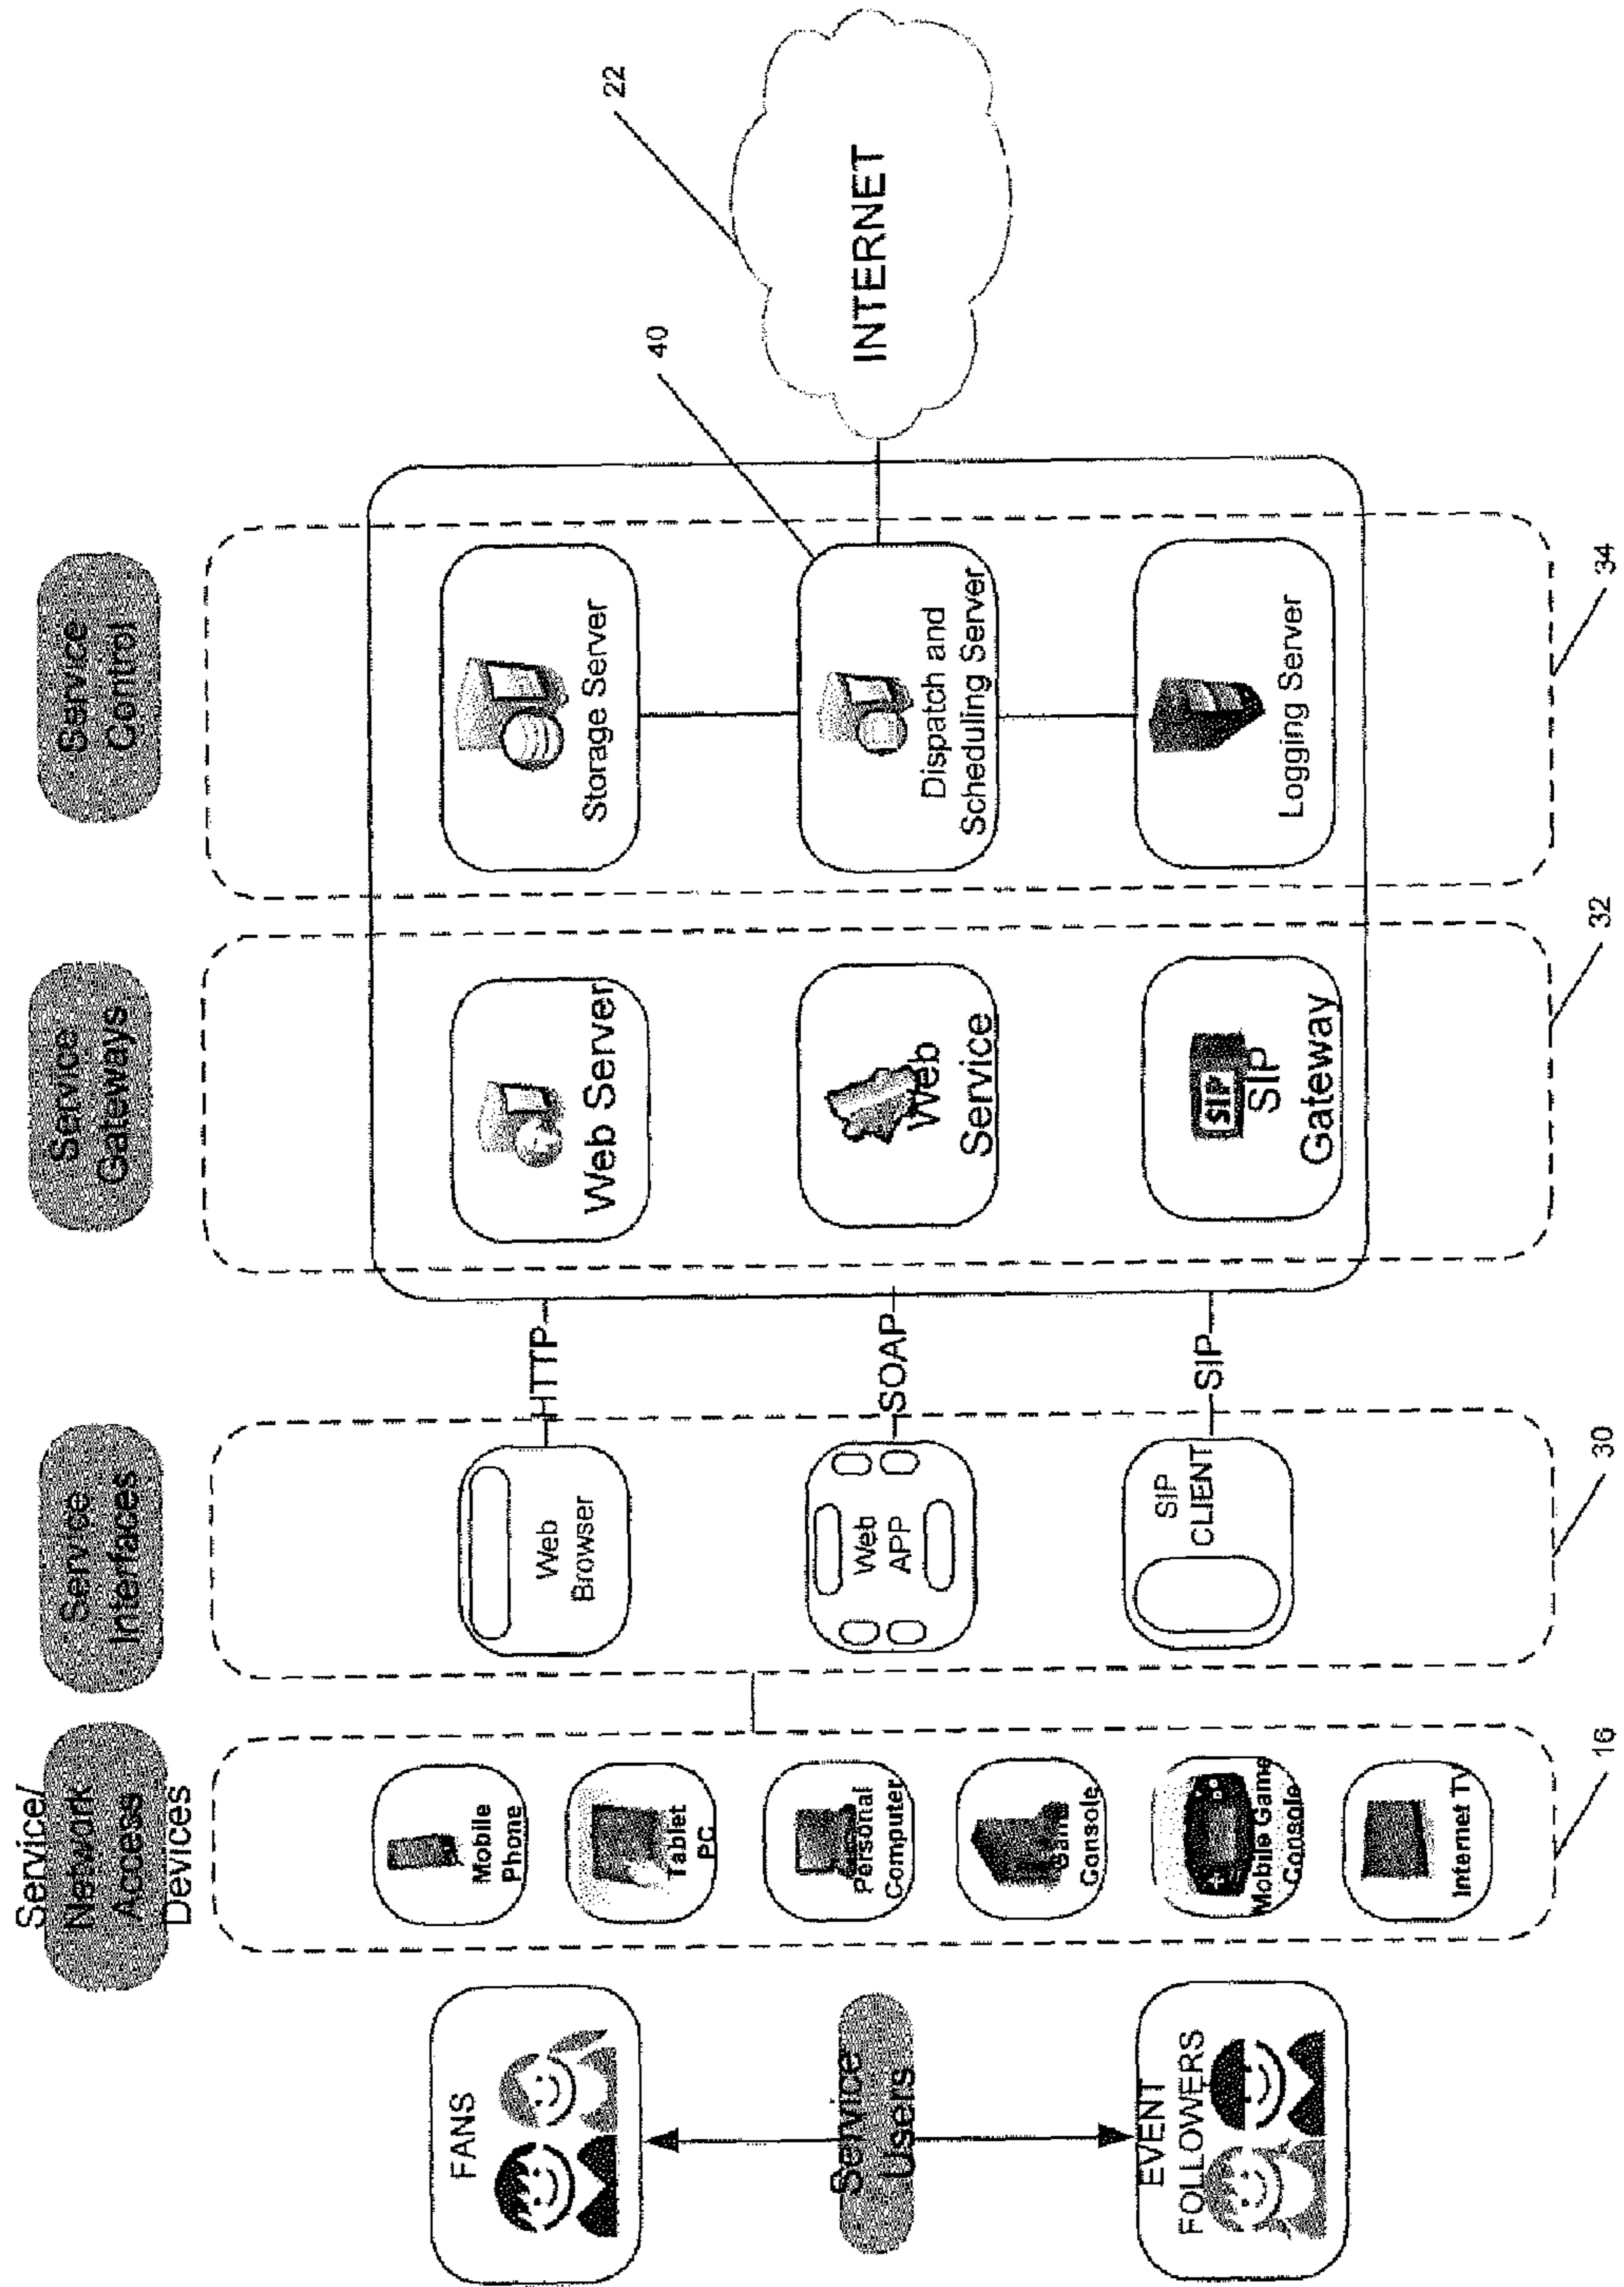 Service/
Network
Access
Devices
Service
Interfaces
Service
Gateways
Service
Control
FANS
Service
Users
EVENT
FOLLOWERS
Mobile
Phone
Tablet
PC
Personal
Computer
Game
Console
Mobile Game
Console
Internet TV
16
Web
Browser
Web
APP
SIP
CLIENT
30
HTTP
SOAP
SIP
Web Server
Web
Service
SIP
SIP
Gateway
32
Storage Server
Dispatch and
Scheduling Server
Logging Server
34
40
INTERNET
22